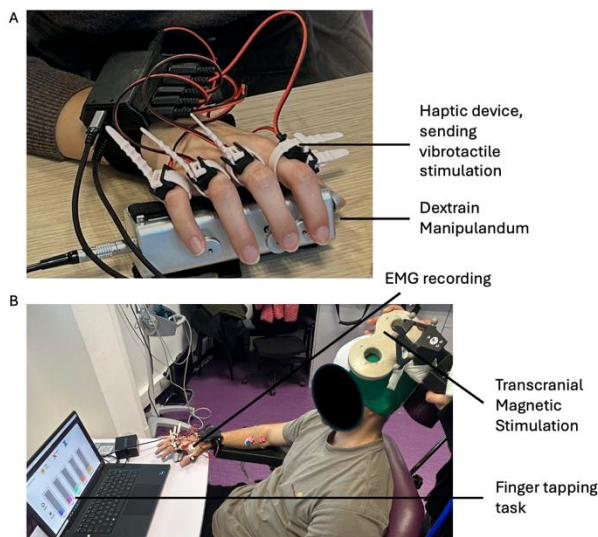 A
Haptic device,
sending
vibrotactile
stimulation
Dextrain
Manipulandum
EMG recording
B
Transcranial
Magnetic
Stimulation
Finger tapping
task